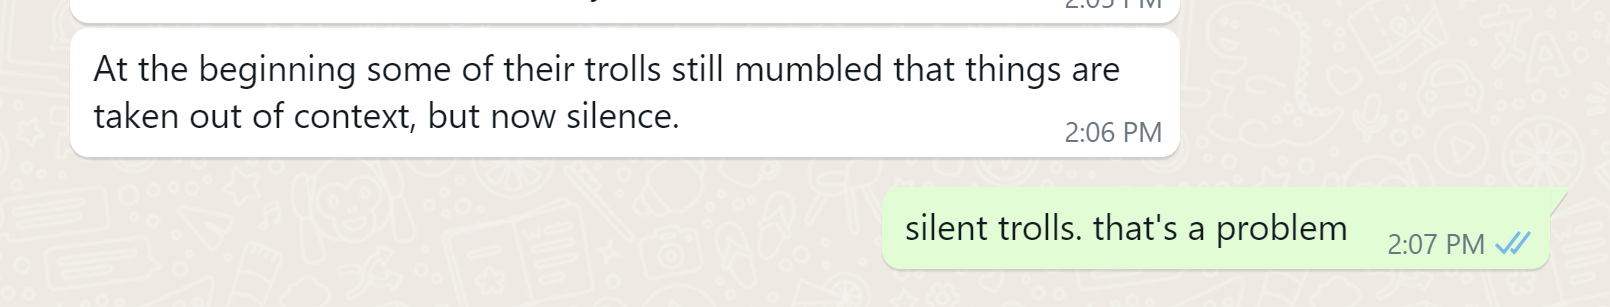 At the beginning some of their trolls still mumbled that things are
taken out of context, but now silence.
2:06 PM
silent trolls. that's a problem
2:07 PM